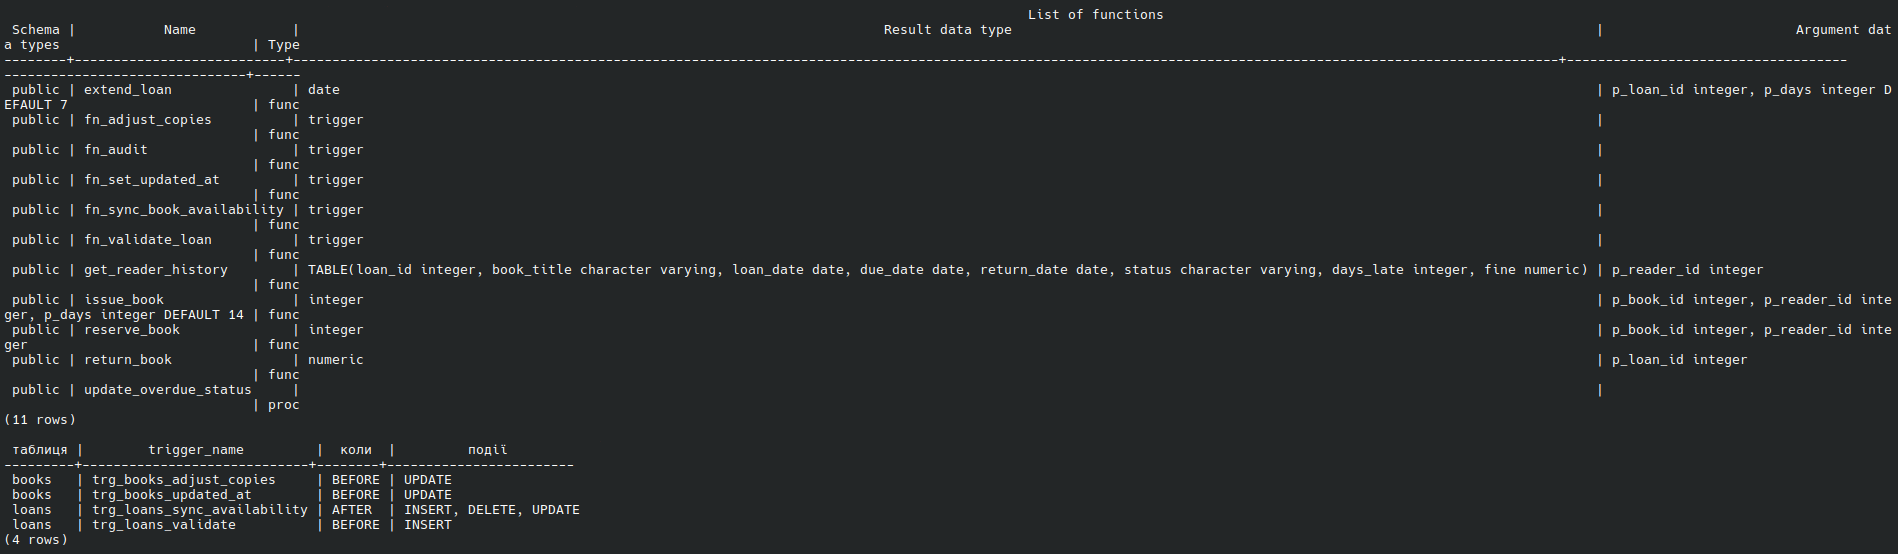 List of functions
Schema | Name | Result data type | Argument dat
a types | Type
--------+--------------------------+--------------------------------------------------------------------------------------------------------------------------------------------------------------+-----------------------------------
------------------------------+------
public | extend_loan | date | p_loan_id integer, p_days integer D
EFAULT 7 | func
public | fn_adjust_copies | trigger |
| func
public | fn_audit | trigger |
| func
public | fn_set_updated_at | trigger |
| func
public | fn_sync_book_availability | trigger |
| func
public | fn_validate_loan | trigger |
| func
public | get_reader_history | TABLE(loan_id integer, book_title character varying, loan_date date, due_date date, return_date date, status character varying, days_late integer, fine numeric) | p_reader_id integer
| func
public | issue_book | integer | p_book_id integer, p_reader_id inte
ger, p_days integer DEFAULT 14 | func
public | reserve_book | integer | p_book_id integer, p_reader_id inte
ger | func
public | return_book | numeric | p_loan_id integer
| func
public | update_overdue_status | |
| proc
(11 rows)
таблиця | trigger_name | коли | події
---------+----------------------------+--------+------------------------
books | trg_books_adjust_copies | BEFORE | UPDATE
books | trg_books_updated_at | BEFORE | UPDATE
loans | trg_loans_sync_availability | AFTER | INSERT, DELETE, UPDATE
loans | trg_loans_validate | BEFORE | INSERT
(4 rows)